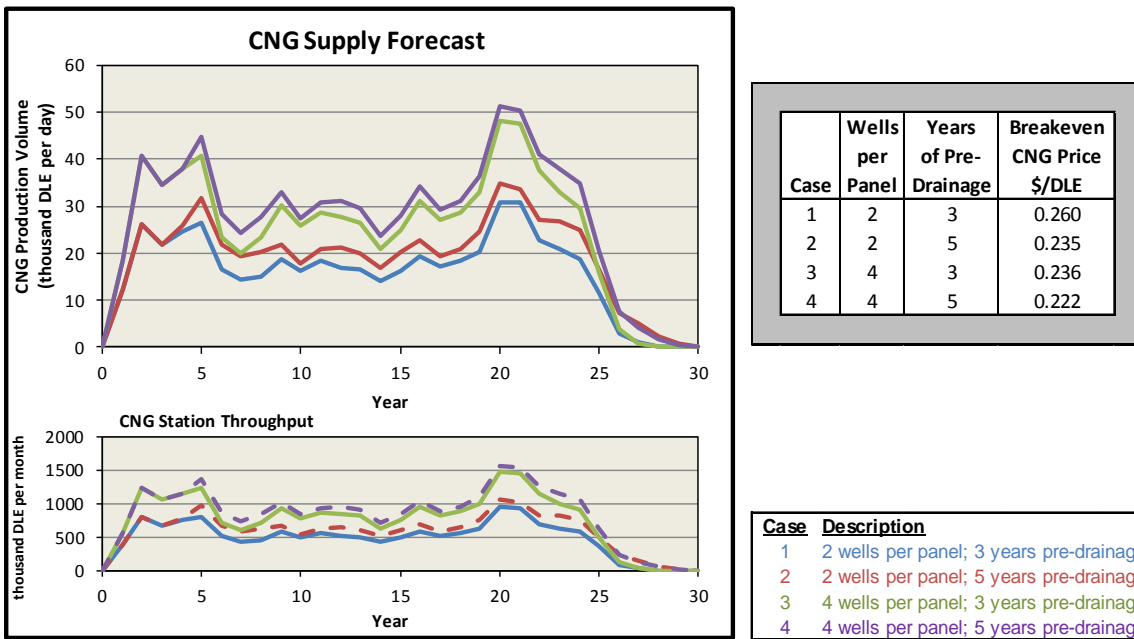 CNG Supply Forecast
CNG Production Volume
(thousand DLE per day)
60
50
40
30
20
10
0
0 5 10 15 20 25 30
Year
CNG Station Throughput
thousand DLE per month
2000
1500
1000
500
0
0 5 10 15 20 25 30
Year
Case Wells per Panel Years of Pre-Drainage Breakeven CNG Price $/DLE
1 2 3 0.260
2 2 5 0.235
3 4 3 0.236
4 4 5 0.222
Case Description
1 2 wells per panel; 3 years pre-drainag
2 2 wells per panel; 5 years pre-drainag
3 4 wells per panel; 3 years pre-drainag
4 4 wells per panel; 5 years pre-drainag